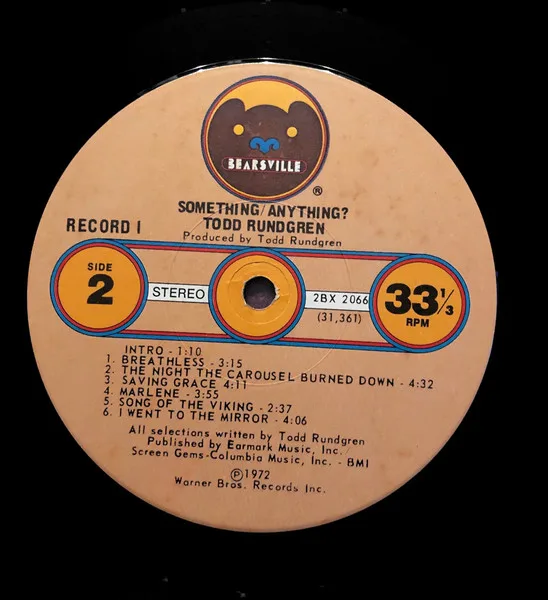 BEARSVILLE
®
SOMETHING/ANYTHING?
RECORD I TODD RUNDGREN
Produced by Todd Rundgren
SIDE
2
STEREO
2BX 2066
(31,361)
33 1/3
RPM
INTRO - 1:10
1. BREATHLESS - 3:15
2. THE NIGHT THE CAROUSEL BURNED DOWN - 4:32
3. SAVING GRACE 4:11
4. MARLENE - 3:55
5. SONG OF THE VIKING - 2:37
6. I WENT TO THE MIRROR - 4:06
All selections written by Todd Rundgren
Published by Earmark Music, Inc./
Screen Gems-Columbia Music, Inc. - BMI
℗1972
Warner Bros. Records Inc.